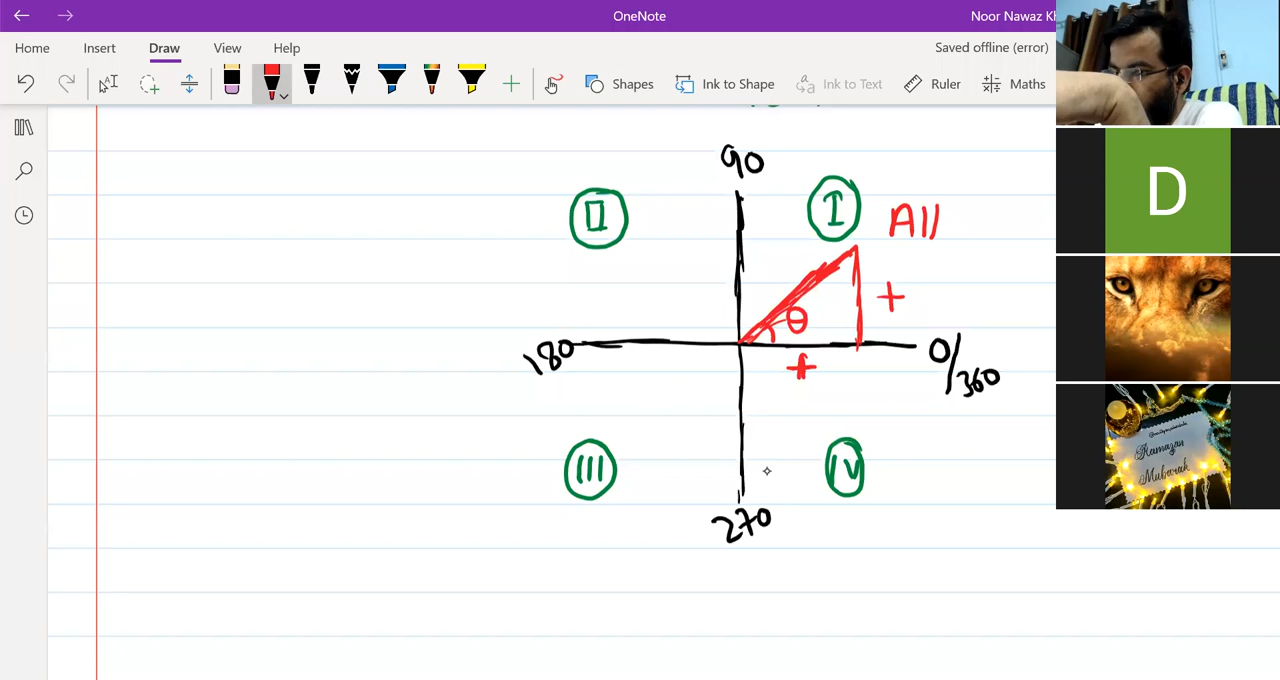 OneNote
Noor Nawaz Kh
Home
Insert
Draw
View
Help
Saved offline (error)
Shapes
Ink to Shape
Ink to Text
Ruler
Maths
90
II
I
All
+
θ
180
0/360
+
III
IV
270
D
Ramazan
Mubarak